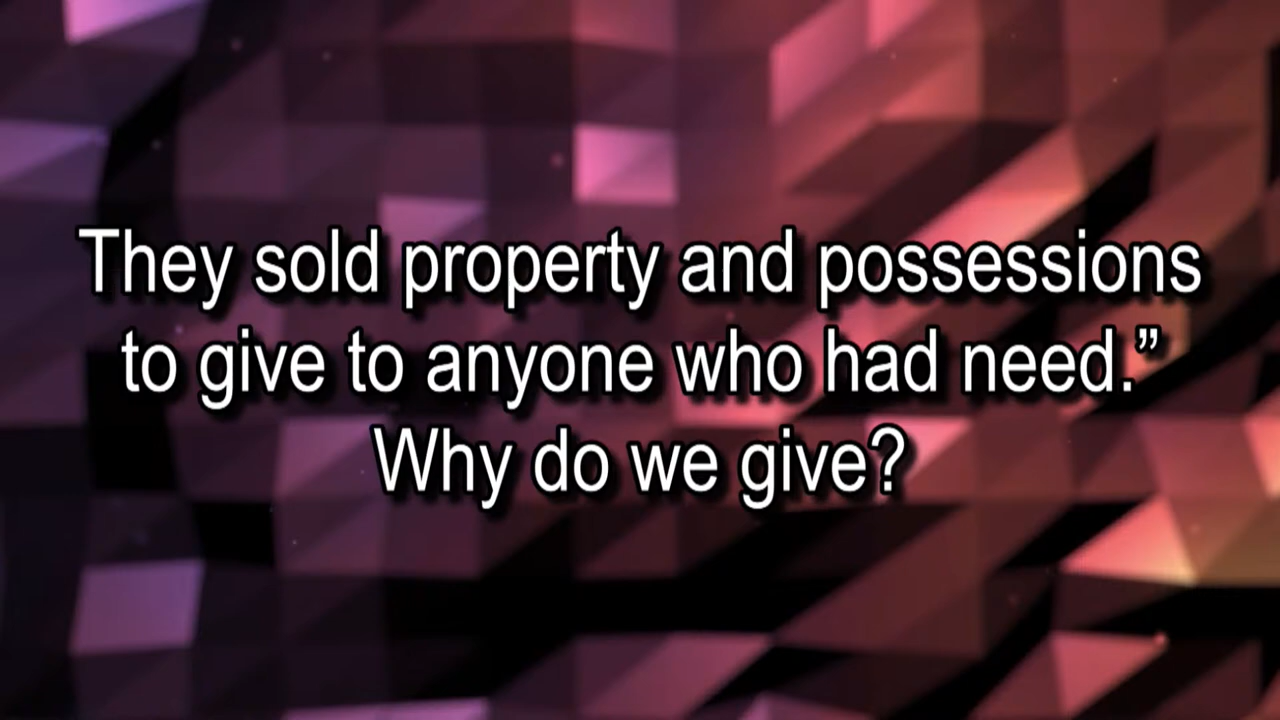 They sold property and possessions
to give to anyone who had need.”
Why do we give?